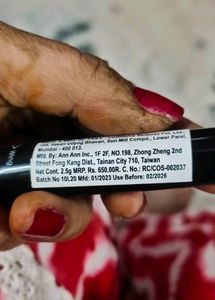 106, Vasan Udyog Bhavan, Sun Mill Compd., Lower Parel,
Mumbai - 400 013.
Mfd. By: Ann Ann Inc., 1F 2F, NO.198, Zhong Zheng 2nd
Street Fong Kang Dist., Tainan City 710, Taiwan
Net Cont. 2.5g MRP. Rs. 650.00 R. C. No.: RC/COS-002037
Batch No 10L20 Mfd: 01/2023 Use Before: 02/2026